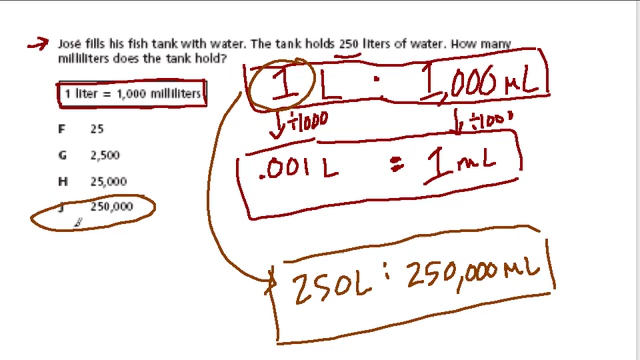 José fills his fish tank with water. The tank holds 250 liters of water. How many
milliliters does the tank hold?
1 liter = 1,000 milliliters
F 25
G 2,500
H 25,000
J 250,000
1 L : 1,000 mL
÷1000 ÷1000
.001 L = 1 mL
250L : 250,000 mL